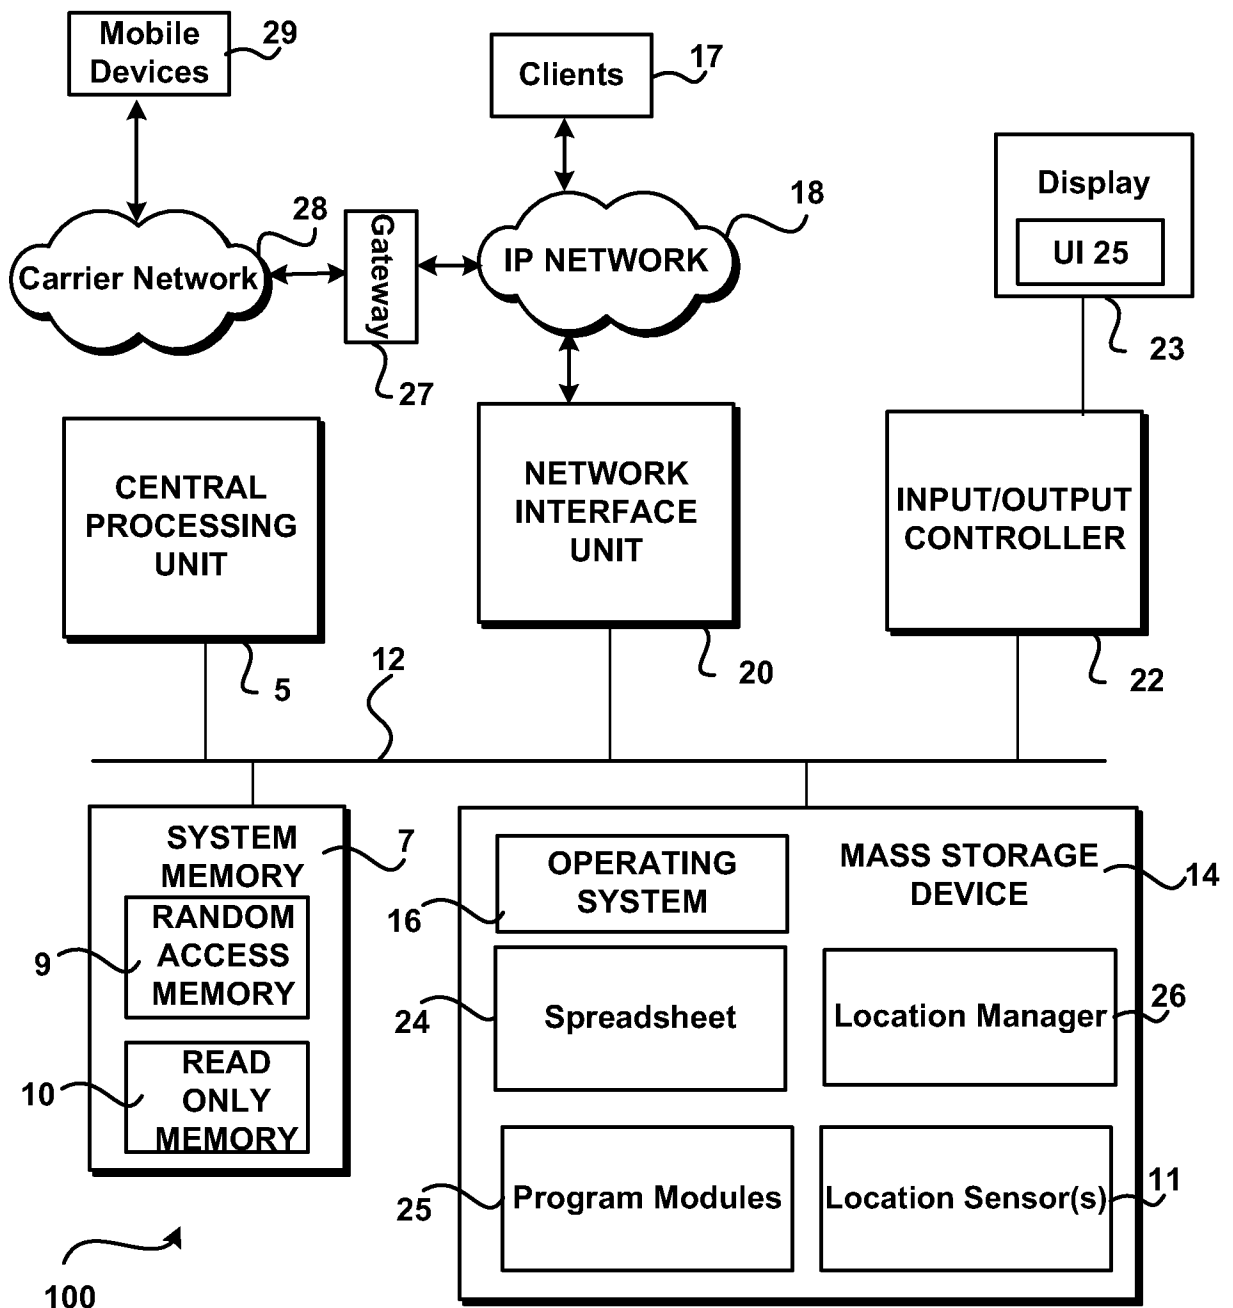 Mobile
Devices
29
Clients
17
Display
UI 25
23
Carrier Network
28
Gateway
27
IP NETWORK
18
CENTRAL
PROCESSING
UNIT
5
NETWORK
INTERFACE
UNIT
20
INPUT/OUTPUT
CONTROLLER
22
12
SYSTEM
MEMORY
7
RANDOM
ACCESS
MEMORY
9
READ
ONLY
MEMORY
10
OPERATING
SYSTEM
16
MASS STORAGE
DEVICE
14
Spreadsheet
24
Location Manager
26
Program Modules
25
Location Sensor(s)
11
100